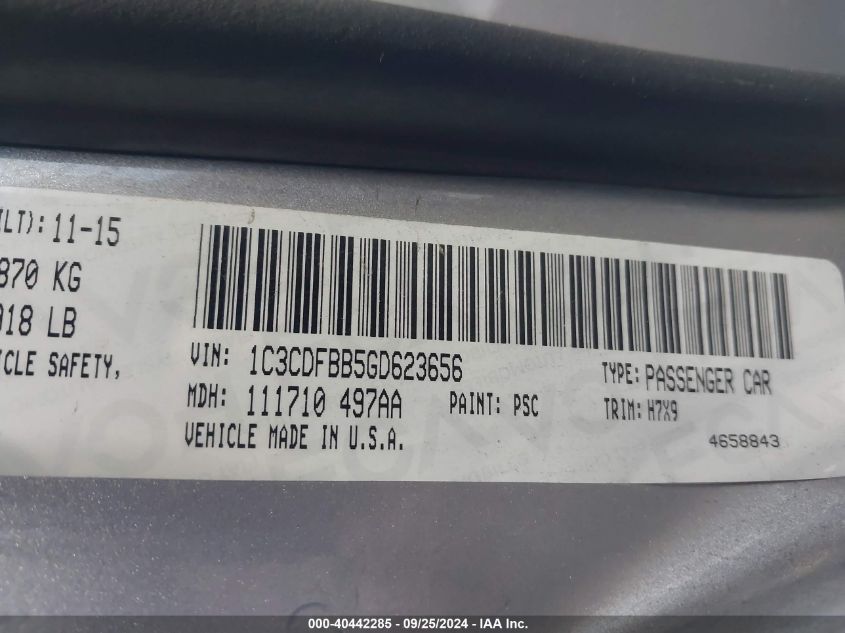 ILT): 11-15
870 KG
018 LB
ICLE SAFETY,
VIN: 1C3CDFBB5GD623656
TYPE: PASSENGER CAR
MDH: 111710 497AA
PAINT: PSC
TRIM: H7X9
VEHICLE MADE IN U.S.A.
4658843
000-40442285 - 09/25/2024 - IAA Inc.